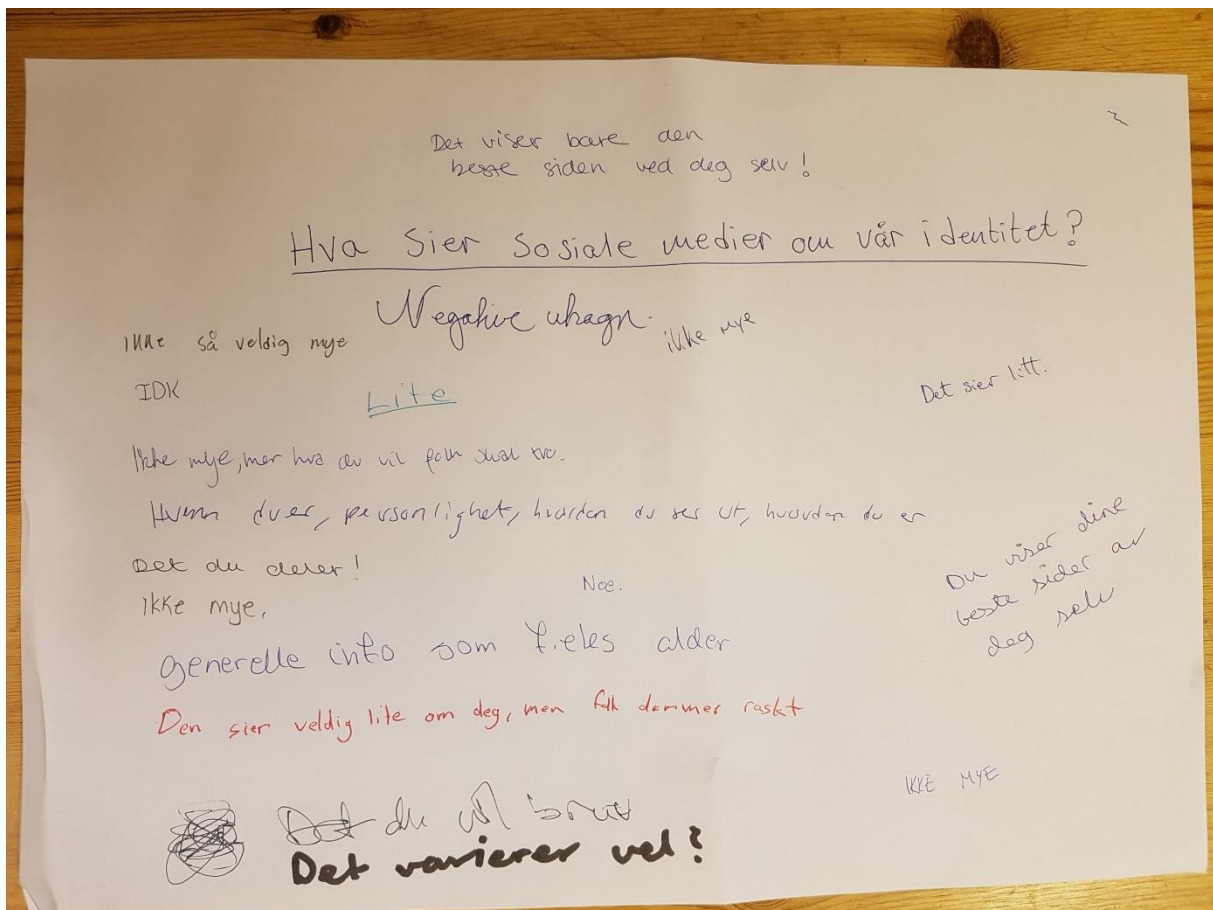 Det viser bare den
beste siden ved deg selv!
Hva sier sosiale medier om vår identitet?
Negative
ikke så veldig mye
ikke mye
IDK
Lite
Det sier litt.
Ikke mye, mer hva du vil folk skal tro.
Hvem du er, personlighet, hvordan du ser ut, hvordan du er
Det du deler!
Noe.
Ikke mye,
Du viser dine
beste sider av
deg selv
generelle info som f.eks alder
Den sier veldig lite om deg, men folk dømmer raskt
IKKE MYE
Det du vil
Det varierer vel?